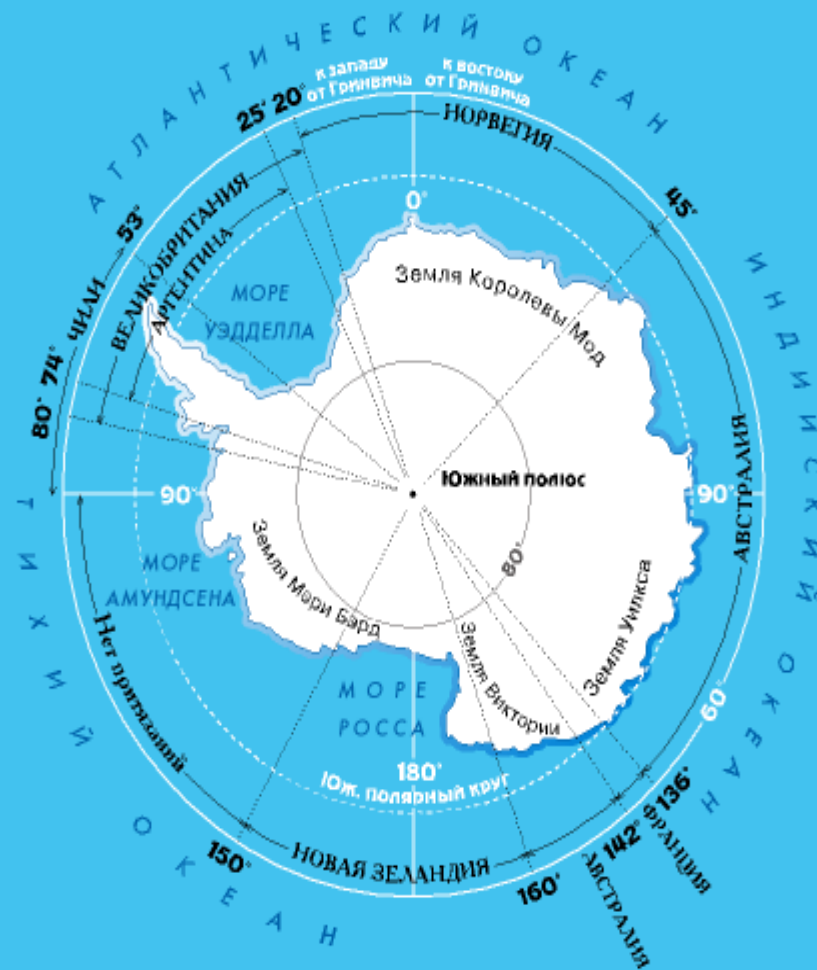 АТЛАНТИЧЕСКИЙ ОКЕАН
к западу
от Гринвича
к востоку
от Гринвича
25° 20°
НОРВЕГИЯ
45°
0°
53°
ВЕЛИКОБРИТАНИЯ
АРГЕНТИНА
ЧИЛИ
74°
80°
МОРЕ
УЭДДЕЛЛА
Земля Королевы Мод
ИНДИЙСКИЙ ОКЕАН
АВСТРАЛИЯ
Южный полюс
90°
90°
80°
МОРЕ
АМУНДСЕНА
Земля Мэри Бэрд
Земля Виктории
Земля Уилкса
МОРЕ
РОССА
60°
180°
Юж. полярный круг
Нет притязаний
136°
ФРАНЦИЯ
142°
АВСТРАЛИЯ
150°
НОВАЯ ЗЕЛАНДИЯ
160°
ТИХИЙ ОКЕАН